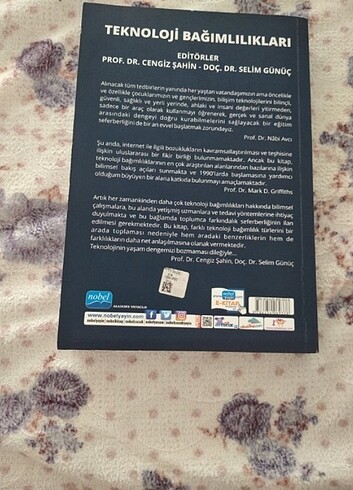 TEKNOLOJİ BAĞIMLILIKLARI
EDİTÖRLER
PROF. DR. CENGİZ ŞAHİN - DOÇ. DR. SELİM GÜNÜÇ
Alınacak tüm tedbirlerin yanında her yaştan vatandaşımızın ama öncelikle
ve özellikle çocuklarımızın ve gençlerimizin, bilişim teknolojilerini bilinçli,
güvenli, sağlıklı ve yerli yerinde, ahlaki ve insani değerleri yitirmeden,
sadece bir araç olarak kullanmayı öğrenerek, gerçek ve sanal dünya
arasındaki dengeyi doğru kurabilmelerini sağlayacak bir eğitim
seferberliğini de bir an evvel başlatmak zorundayız.
Prof. Dr. Nâbi Avcı
Şu anda, internet ile ilgili bozuklukların kavramsallaştırılması ve teşhisine
ilişkin uluslararası bir fikir birliği bulunmamaktadır. Ancak bu kitap,
teknoloji bağımlılıklarının en çok araştırılan alanlarından bazılarına ilişkin
bilimsel bakış açıları sunmakta ve 1990'larda başlamasına yardımcı
olduğum büyüyen bir alana katkıda bulunmayı amaçlamaktadır.
Prof. Dr. Mark D. Griffiths
Artık her zamankinden daha çok teknoloji bağımlılıkları hakkında bilimsel
çalışmalara, bu alanda yetişmiş uzmanlara ve tedavi yöntemlerine ihtiyaç
duyulmakta ve bu bağlamda toplumca farkındalık seferberliğinin ilan
edilmesi gerekmektedir. Bu kitap, farklı teknoloji bağımlılık türlerini bir
arada toplaması nedeniyle hem aradaki benzerliklerin hem de
farklılıkların daha net anlaşılmasına olanak vermektedir.
Teknolojinin yaşam dengemizi bozmaması dileğiyle...
Prof. Dr. Cengiz Şahin, Doç. Dr. Selim Günüç
nobel
www.nobelyayin.com
E-KİTAP